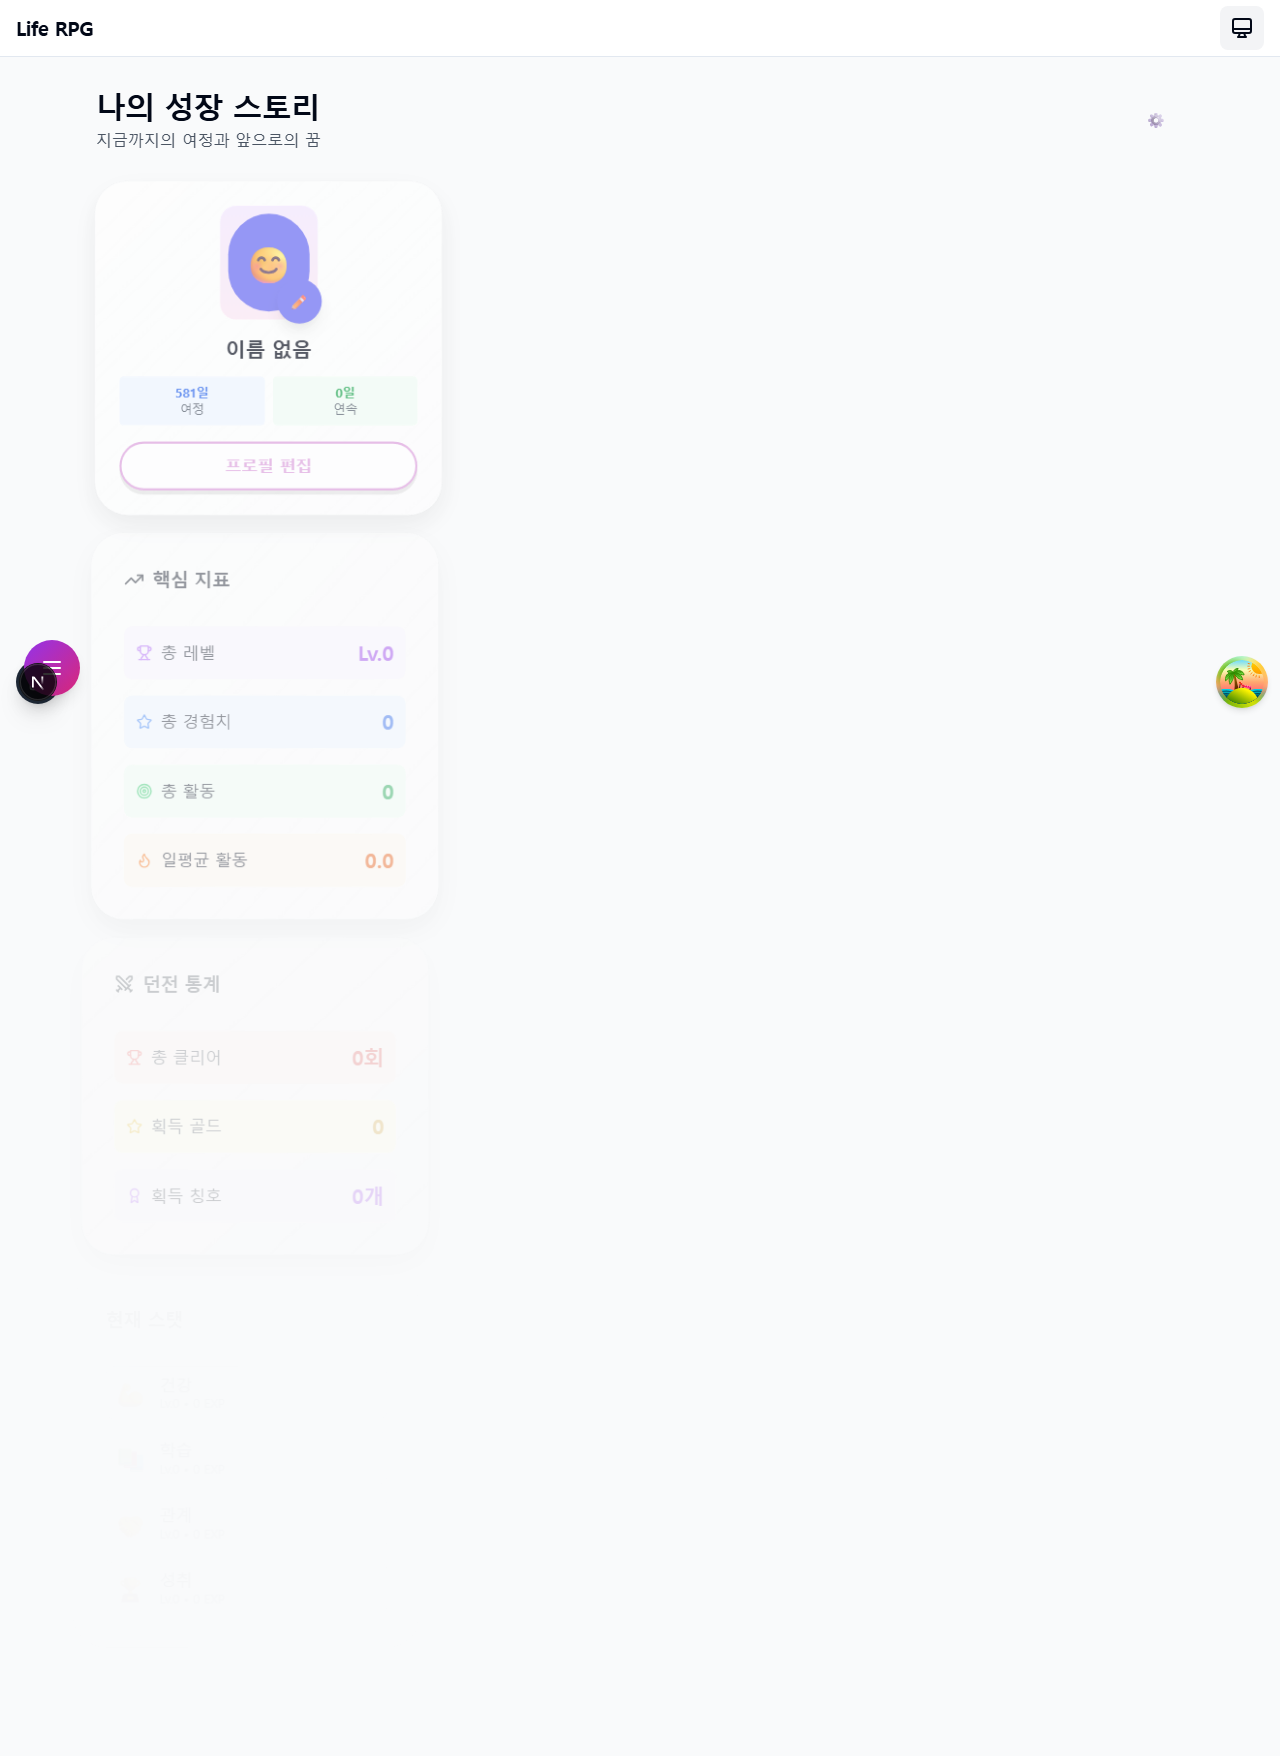 Life RPG
나의 성장 스토리
지금까지의 여정과 앞으로의 꿈
이름 없음
581일
여정
0일
연속
프로필 편집
핵심 지표
총 레벨
Lv.0
총 경험치
0
총 활동
0
일평균 활동
0.0
N
던전 통계
총 클리어
0회
획득 골드
0
획득 칭호
0개
현재 스탯